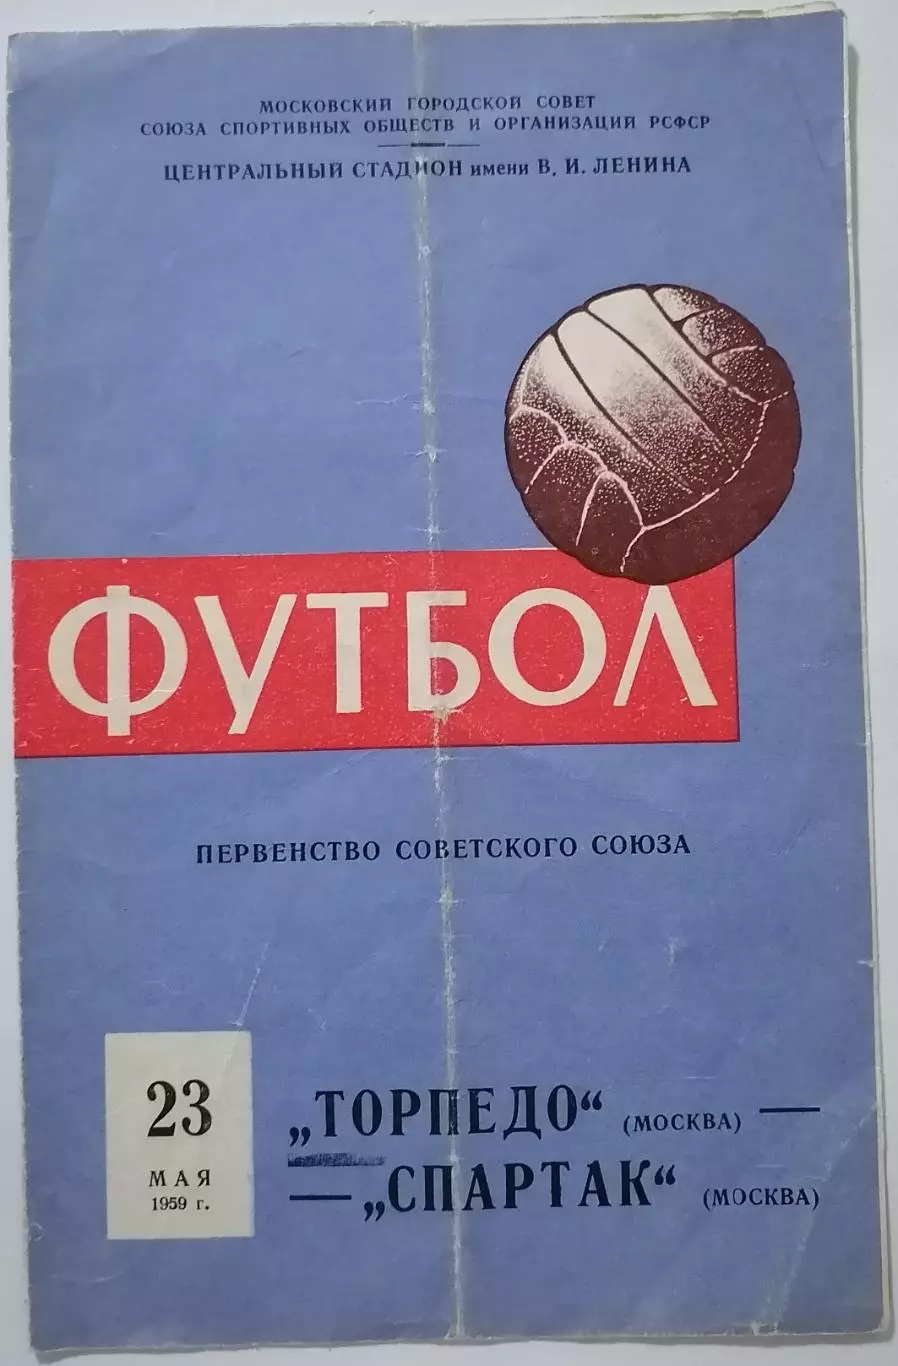 МОСКОВСКИЙ ГОРОДСКОЙ СОВЕТ
СОЮЗА СПОРТИВНЫХ ОБЩЕСТВ И ОРГАНИЗАЦИЙ РСФСР
ЦЕНТРАЛЬНЫЙ СТАДИОН имени В. И. ЛЕНИНА
ФУТБОЛ
ПЕРВЕНСТВО СОВЕТСКОГО СОЮЗА
23
МАЯ
1959 г.
„ТОРПЕДО“ (МОСКВА) —
— „СПАРТАК“ (МОСКВА)